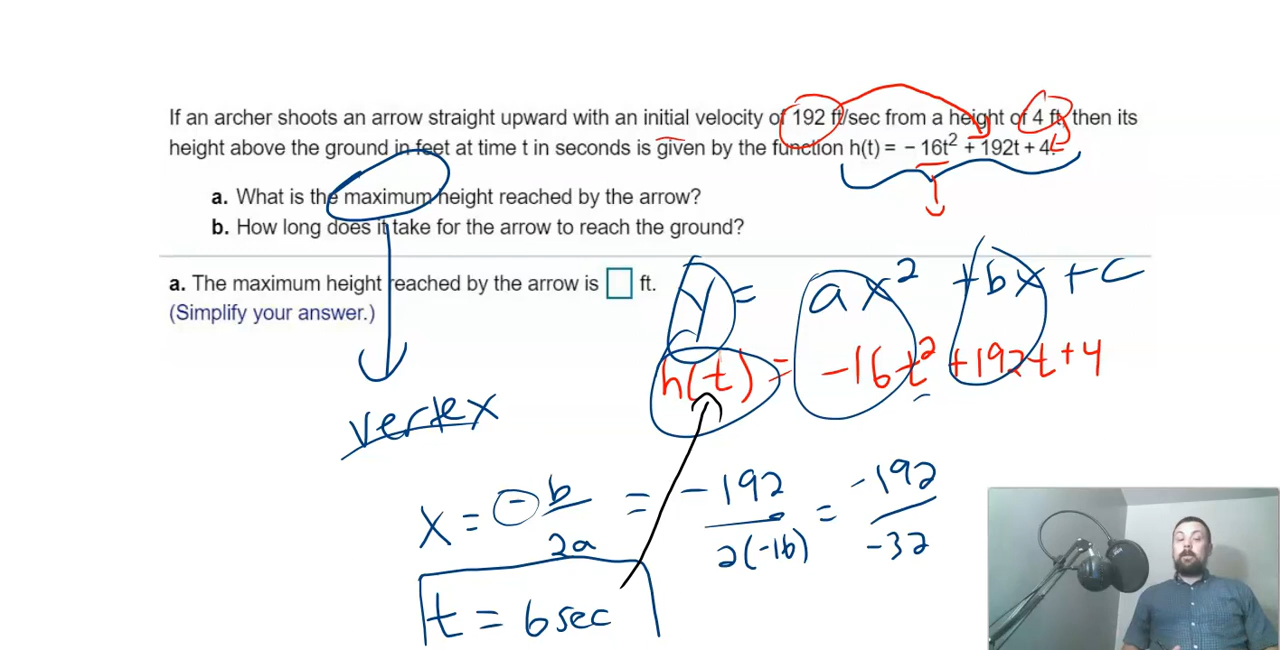 If an archer shoots an arrow straight upward with an initial velocity of 192 ft/sec from a height of 4 ft, then its
height above the ground in feet at time t in seconds is given by the function h(t) = - 16t² + 192t + 4.
a. What is the maximum height reached by the arrow?
b. How long does it take for the arrow to reach the ground?
a. The maximum height reached by the arrow is ft.
(Simplify your answer.)
y = ax² + bx + c
h(t) = -16t² + 192t + 4
vertex
x = -b/2a = -192/2(-16) = -192/-32
t = 6 sec